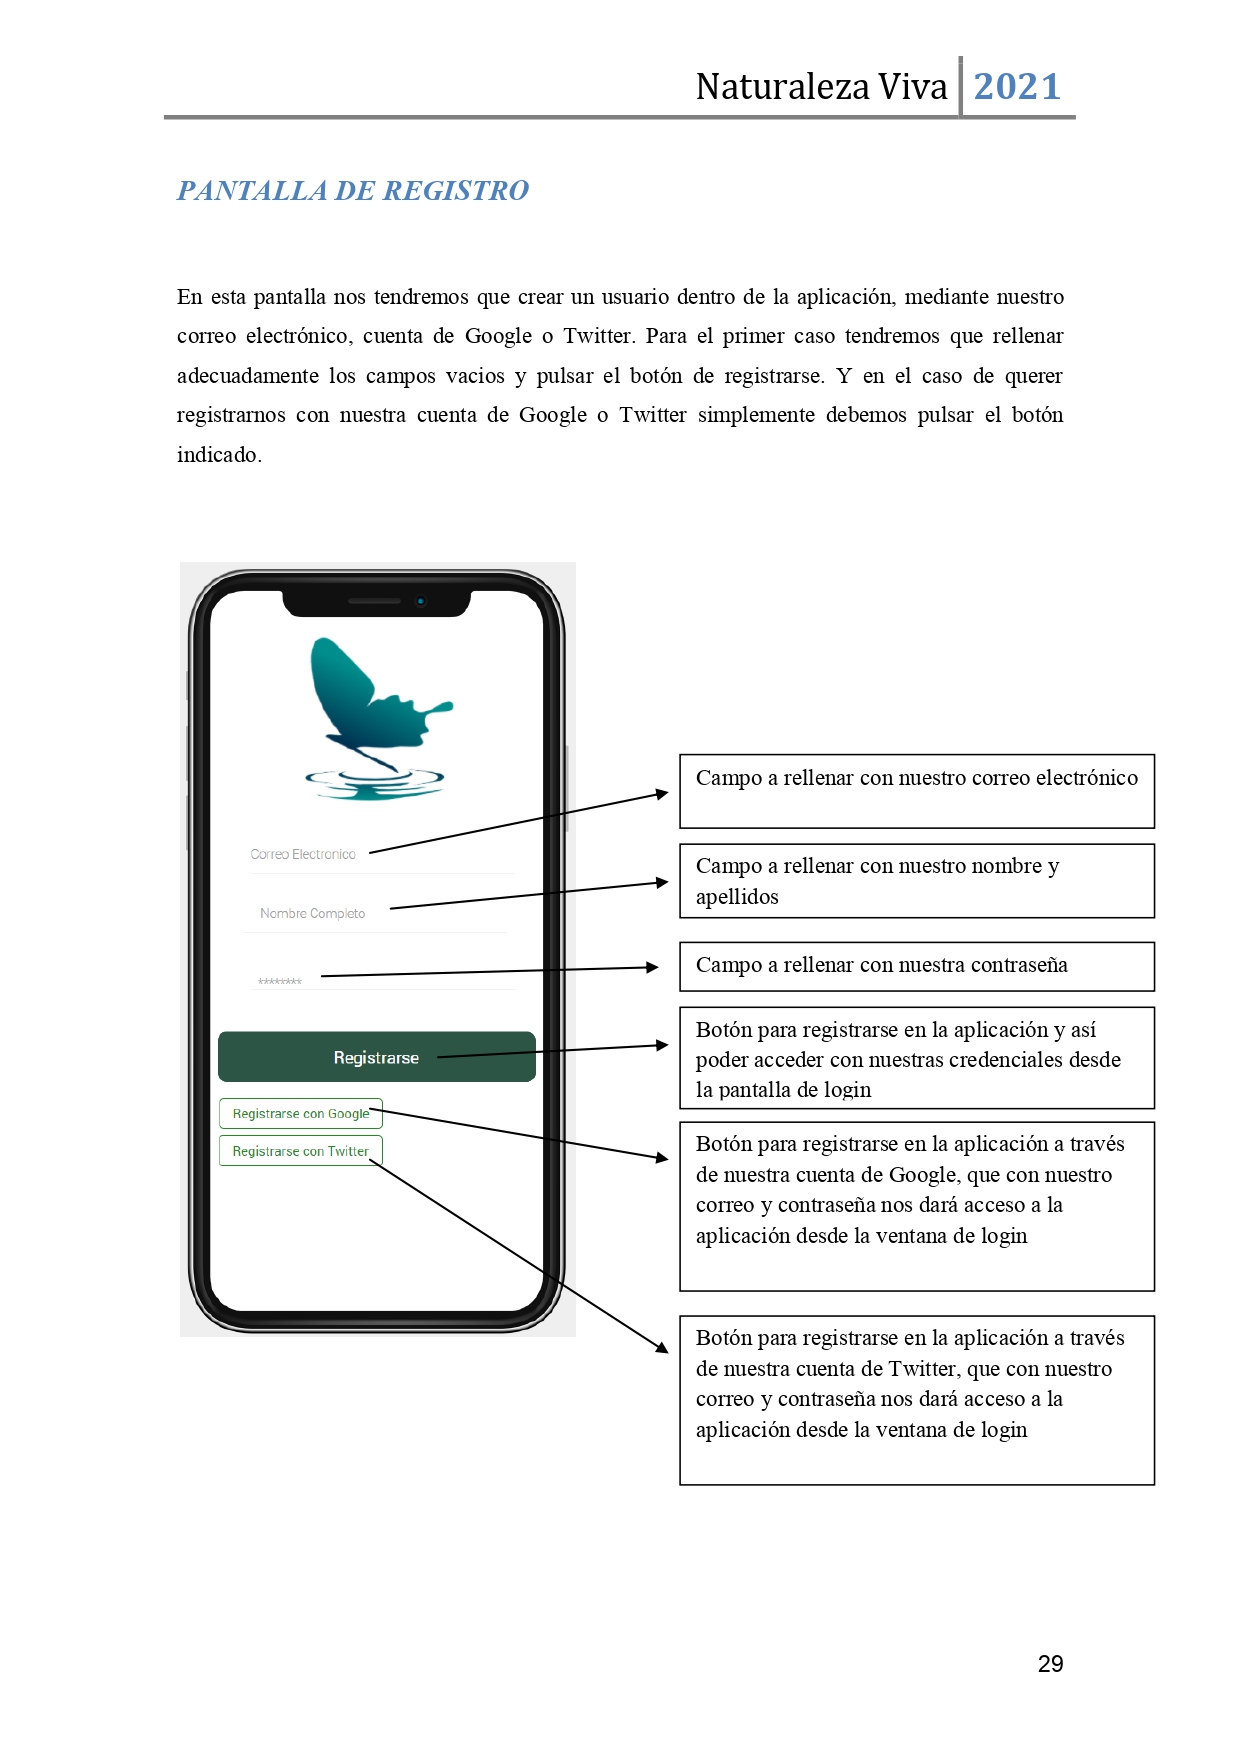 Naturaleza Viva 2021
PANTALLA DE REGISTRO
En esta pantalla nos tendremos que crear un usuario dentro de la aplicación, mediante nuestro
correo electrónico, cuenta de Google o Twitter. Para el primer caso tendremos que rellenar
adecuadamente los campos vacios y pulsar el botón de registrarse. Y en el caso de querer
registrarnos con nuestra cuenta de Google o Twitter simplemente debemos pulsar el botón
indicado.
Correo Electronico
Nombre Completo
********
Registrarse
Registrarse con Google
Registrarse con Twitter
Campo a rellenar con nuestro correo electrónico
Campo a rellenar con nuestro nombre y
apellidos
Campo a rellenar con nuestra contraseña
Botón para registrarse en la aplicación y así
poder acceder con nuestras credenciales desde
la pantalla de login
Botón para registrarse en la aplicación a través
de nuestra cuenta de Google, que con nuestro
correo y contraseña nos dará acceso a la
aplicación desde la ventana de login
Botón para registrarse en la aplicación a través
de nuestra cuenta de Twitter, que con nuestro
correo y contraseña nos dará acceso a la
aplicación desde la ventana de login
29